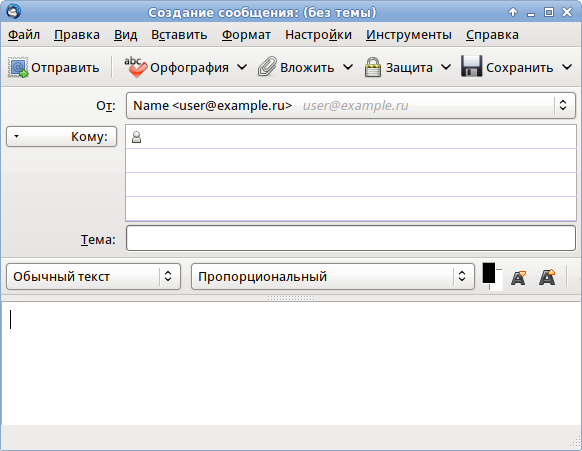 Создание сообщения: (без темы)
Файл Правка Вид Вставить Формат Настройки Инструменты Справка
Отправить abc Орфография Вложить Защита Сохранить
От: Name <user@example.ru> user@example.ru
Кому:
Тема:
Обычный текст Пропорциональный